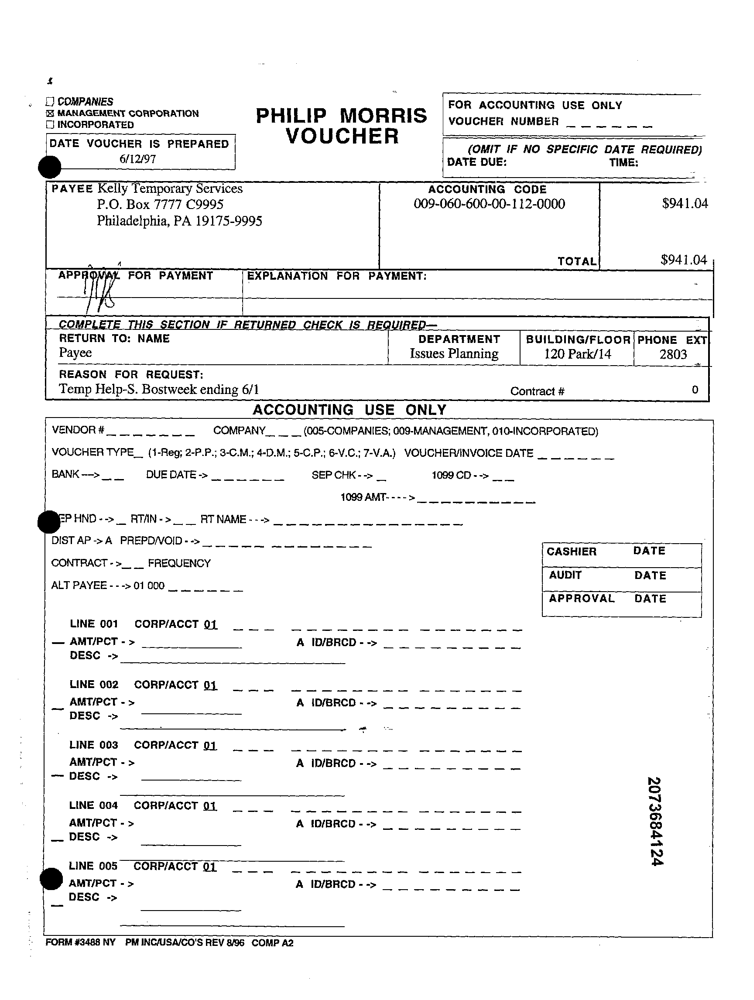 ☐ COMPANIES
☒ MANAGEMENT CORPORATION
☐ INCORPORATED
PHILIP MORRIS
VOUCHER
FOR ACCOUNTING USE ONLY
VOUCHER NUMBER _ _ _ _ _ _
DATE VOUCHER IS PREPARED
6/12/97
(OMIT IF NO SPECIFIC DATE REQUIRED)
DATE DUE: TIME:
PAYEE Kelly Temporary Services
P.O. Box 7777 C9995
Philadelphia, PA 19175-9995
ACCOUNTING CODE
009-060-600-00-112-0000 $941.04
TOTAL $941.04
APPROVAL FOR PAYMENT EXPLANATION FOR PAYMENT:
COMPLETE THIS SECTION IF RETURNED CHECK IS REQUIRED—
RETURN TO: NAME DEPARTMENT BUILDING/FLOOR PHONE EXT
Payee Issues Planning 120 Park/14 2803
REASON FOR REQUEST:
Temp Help-S. Bostweek ending 6/1 Contract # 0
ACCOUNTING USE ONLY
VENDOR # _ _ _ _ _ _ _ COMPANY_ _ _ (005-COMPANIES; 009-MANAGEMENT, 010-INCORPORATED)
VOUCHER TYPE_ (1-Reg; 2-P.P.; 3-C.M.; 4-D.M.; 5-C.P.; 6-V.C.; 7-V.A.) VOUCHER/INVOICE DATE _ _ _ _ _ _
BANK ---> _ _ DUE DATE -> _ _ _ _ _ _ SEP CHK - -> _ 1099 CD - -> _ _
1099 AMT- - - -> _ _ _ _ _ _ _ _ _ _
EP HND - -> _ RT/IN - > _ _ RT NAME - - -> _ _ _ _ _ _ _ _ _ _ _ _ _ _ _
DIST AP -> A PREPD/VOID - -> _ _ _ _ _ _ _ _ _ _ _ _ _
CONTRACT - > _ _ FREQUENCY
ALT PAYEE - - -> 01 000 _ _ _ _ _ _
CASHIER DATE
AUDIT DATE
APPROVAL DATE
LINE 001 CORP/ACCT 01 _ _ _ _ _ _ _ _ _ _ _ _ _ _ _ _
AMT/PCT - > A ID/BRCD - -> _ _ _ _ _ _ _ _ _
DESC ->
LINE 002 CORP/ACCT 01 _ _ _ _ _ _ _ _ _ _ _ _ _ _ _ _
AMT/PCT - > A ID/BRCD - -> _ _ _ _ _ _ _ _ _
DESC ->
LINE 003 CORP/ACCT 01 _ _ _ _ _ _ _ _ _ _ _ _ _ _ _ _
AMT/PCT - > A ID/BRCD - -> _ _ _ _ _ _ _ _ _
DESC ->
LINE 004 CORP/ACCT 01 _ _ _ _ _ _ _ _ _ _ _ _ _ _ _ _
AMT/PCT - > A ID/BRCD - -> _ _ _ _ _ _ _ _ _
DESC ->
LINE 005 CORP/ACCT 01 _ _ _ _ _ _ _ _ _ _ _ _ _ _ _ _
AMT/PCT - > A ID/BRCD - -> _ _ _ _ _ _ _ _ _
DESC ->
2073684124
FORM #3488 NY PM INC/USA/CO'S REV 8/96 COMP A2